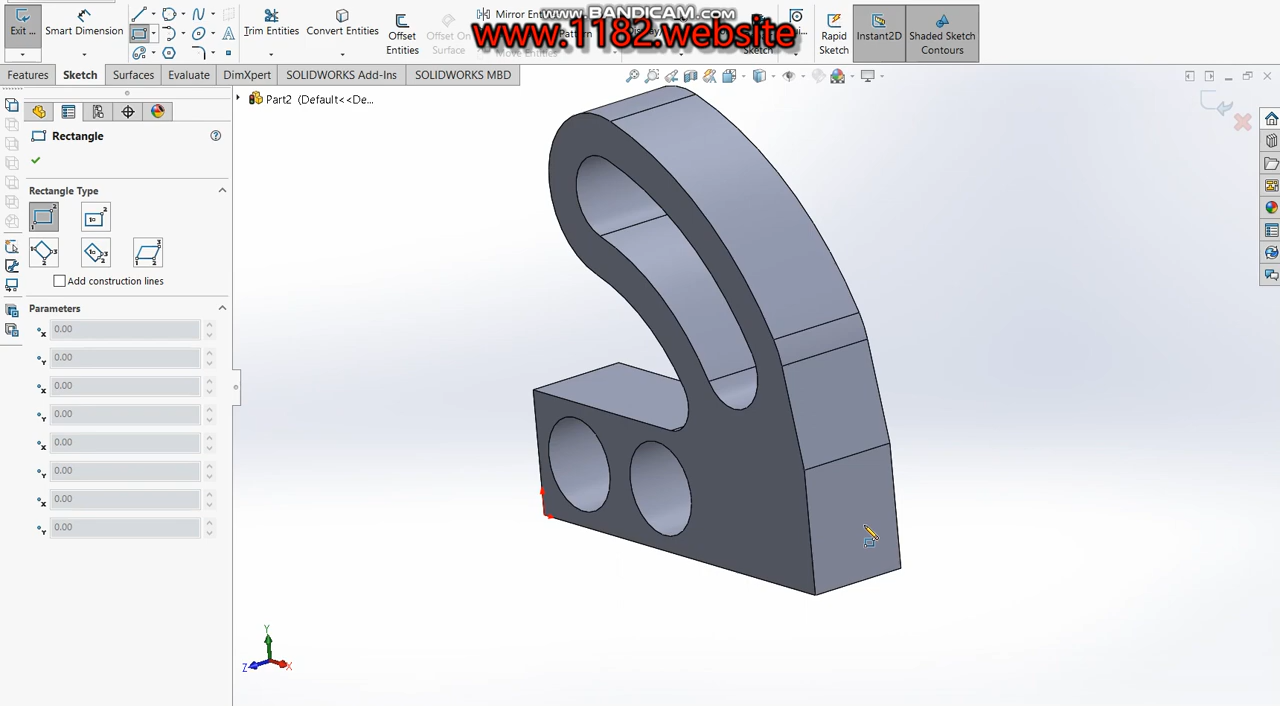 www.BANDICAM.com
www.1182.website
Exit ...
Smart Dimension
Trim Entities
Convert Entities
Offset Entities
Offset On Surface
Mirror Enti
Pattern
Move Entities
Rapid Sketch
Instant2D
Shaded Sketch Contours
Features
Sketch
Surfaces
Evaluate
DimXpert
SOLIDWORKS Add-Ins
SOLIDWORKS MBD
Part2 (Default<<De...
Rectangle
Rectangle Type
Add construction lines
Parameters
0.00
0.00
0.00
0.00
0.00
0.00
0.00
0.00
Y
Z
X